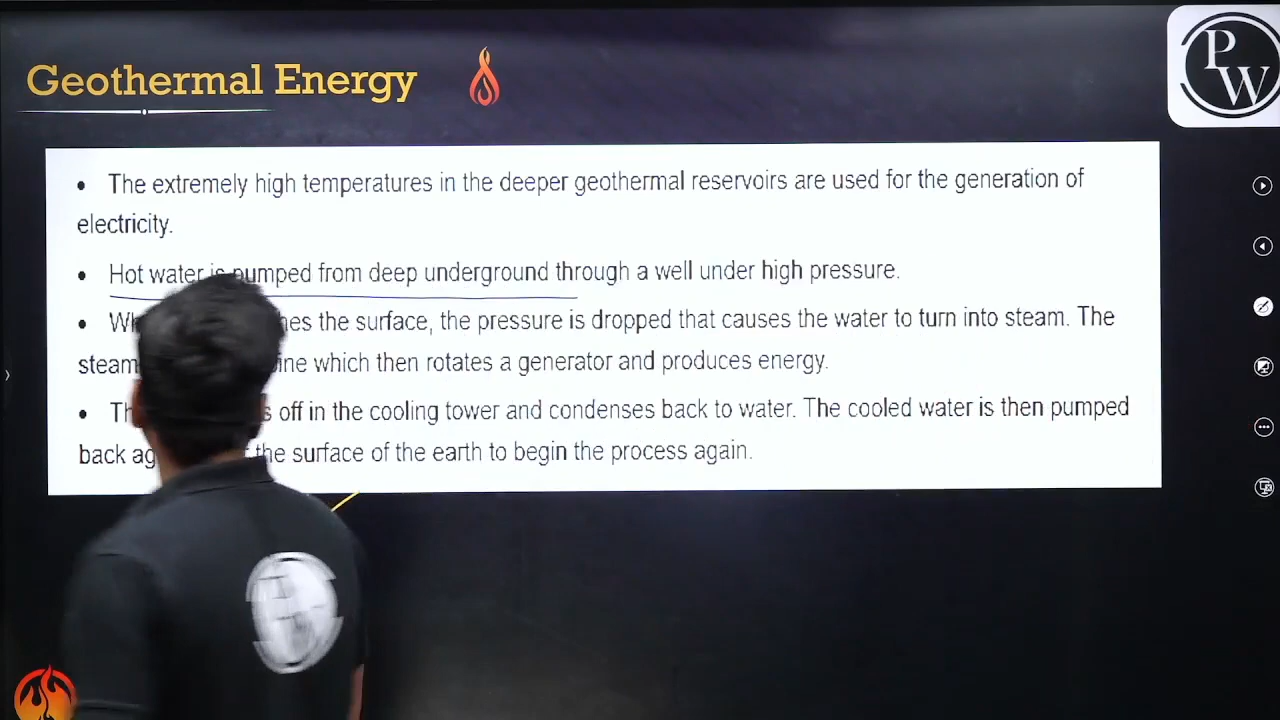 Geothermal Energy
PW
• The extremely high temperatures in the deeper geothermal reservoirs are used for the generation of
electricity.
• Hot water is pumped from deep underground through a well under high pressure.
• the surface, the pressure is dropped that causes the water to turn into steam. The
steam which then rotates a generator and produces energy.
• off in the cooling tower and condenses back to water. The cooled water is then pumped
back the surface of the earth to begin the process again.